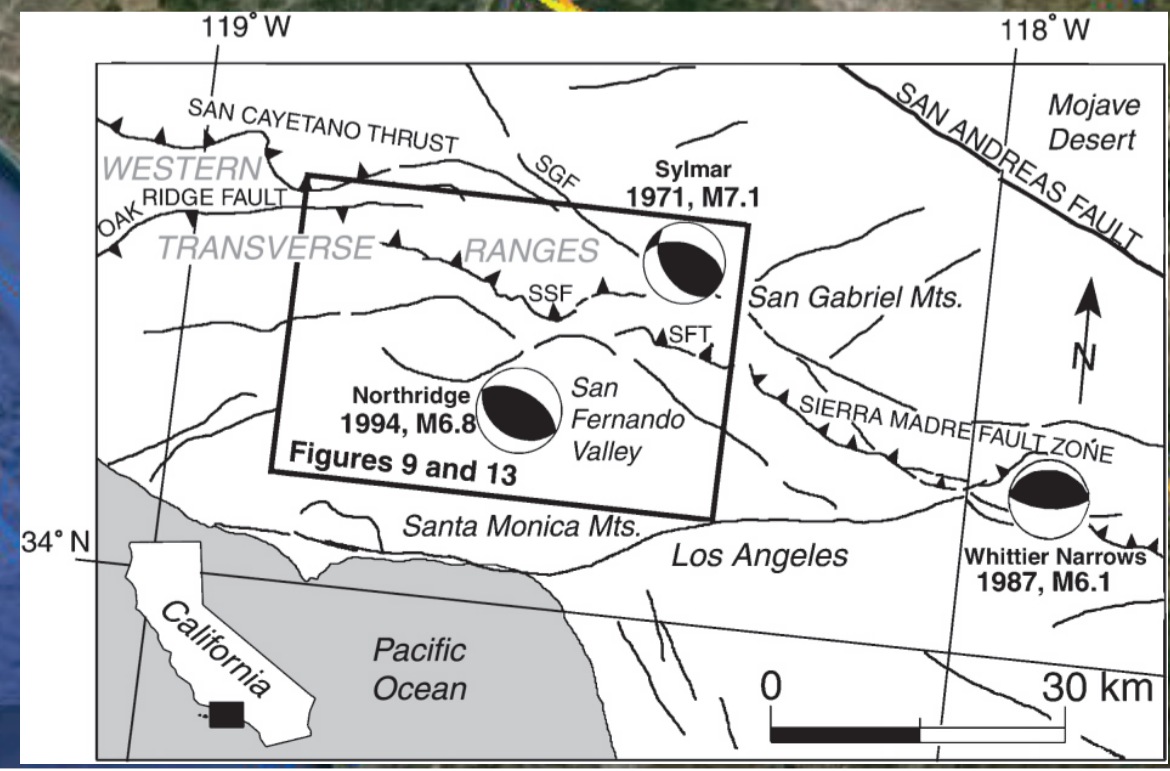 119° W
118° W
SAN CAYETANO THRUST
SAN ANDREAS FAULT
Mojave
Desert
WESTERN
SGF
Sylmar
1971, M7.1
OAK RIDGE FAULT
TRANSVERSE RANGES
SSF
San Gabriel Mts.
SFT
N
Northridge
1994, M6.8
San
Fernando
Valley
SIERRA MADRE FAULT ZONE
Figures 9 and 13
Santa Monica Mts.
34° N
Los Angeles
Whittier Narrows
1987, M6.1
California
Pacific
Ocean
0
30 km